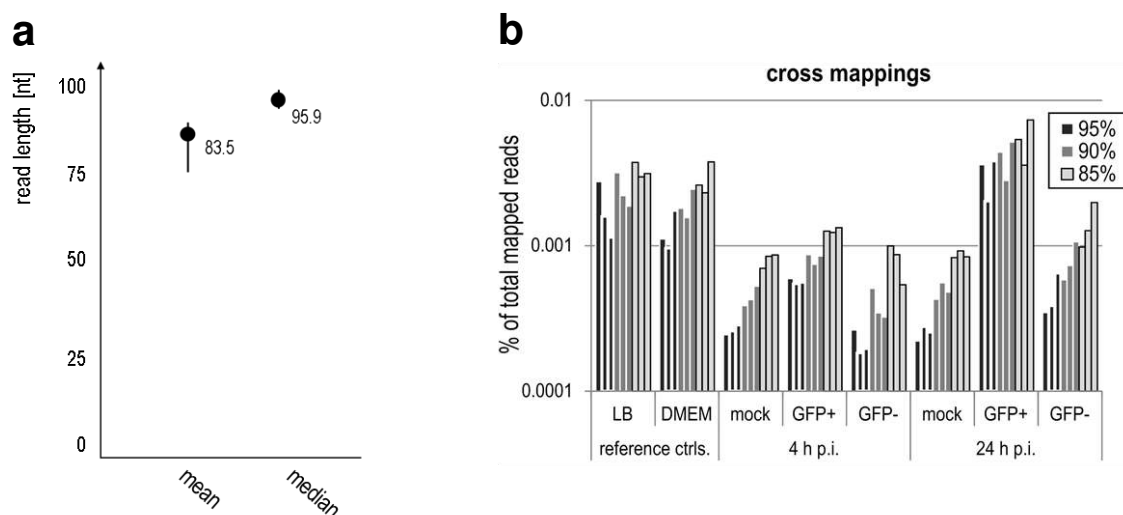 a
read length [nt]
100
75
50
25
0
83.5
95.9
mean
median
b
cross mappings
% of total mapped reads
0.01
0.001
0.0001
95%
90%
85%
LB DMEM mock GFP+ GFP- mock GFP+ GFP-
reference ctrls. 4 h p.i. 24 h p.i.